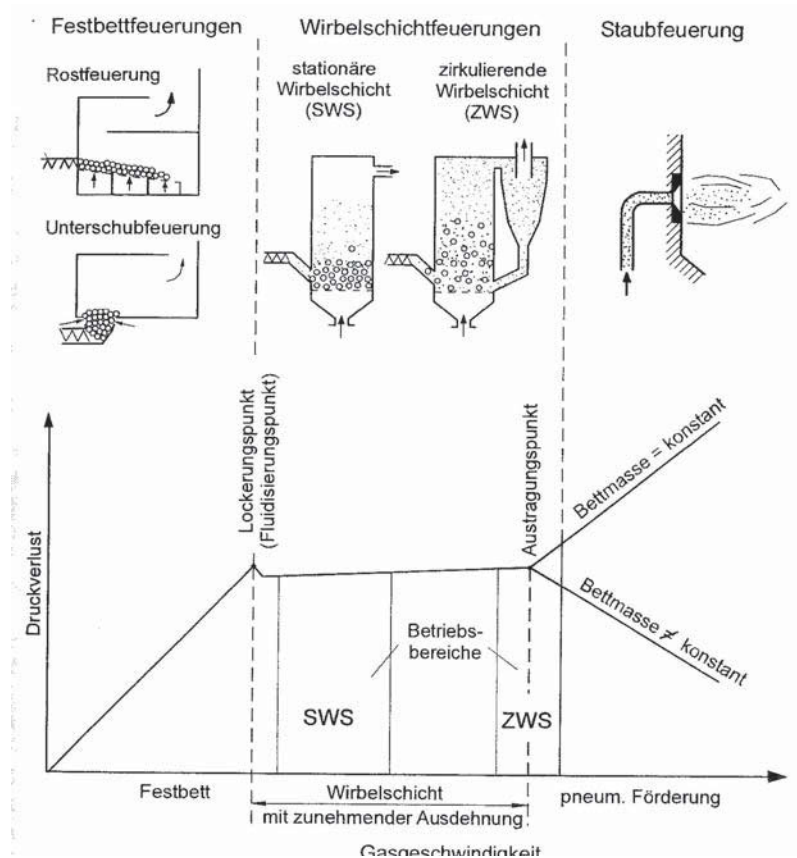 Festbettfeuerungen
Wirbelschichtfeuerungen
Staubfeuerung
Rostfeuerung
stationäre
Wirbelschicht
(SWS)
zirkulierende
Wirbelschicht
(ZWS)
Unterschubfeuerung
Druckverlust
Lockerungspunkt
(Fluidisierungspunkt)
Austragungspunkt
Bettmasse = konstant
Bettmasse ≠ konstant
Betriebs-
bereiche
SWS
ZWS
Festbett
Wirbelschicht
mit zunehmender Ausdehnung
pneum. Förderung
Gasgeschwindigkeit